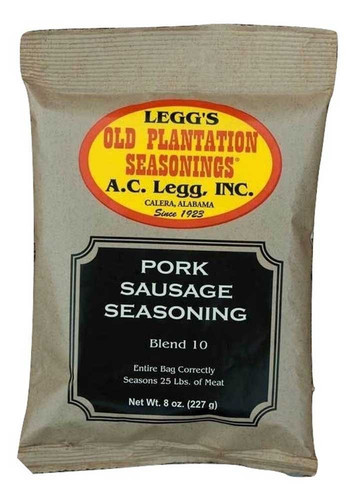 LEGG'S
OLD PLANTATION
SEASONINGS®
A.C. Legg, INC.
CALERA, ALABAMA
Since 1923
PORK
SAUSAGE
SEASONING
Blend 10
Entire Bag Correctly
Seasons 25 Lbs. of Meat
Net Wt. 8 oz. (227 g)